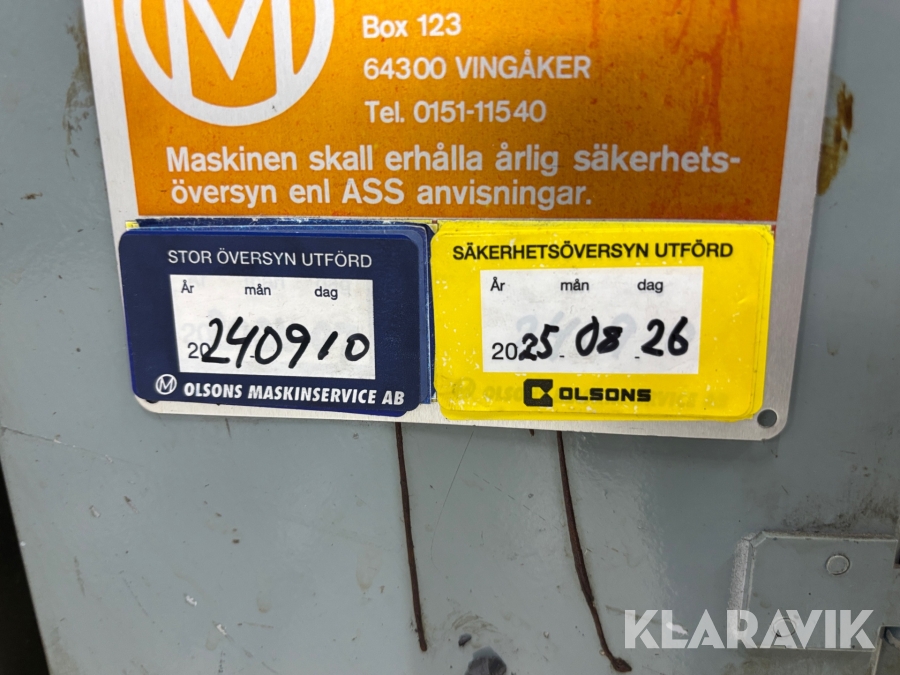 M
Box 123
64300 VINGÅKER
Tel. 0151-11540
Maskinen skall erhålla årlig säkerhets-
översyn enl ASS anvisningar.
STOR ÖVERSYN UTFÖRD
År mån dag
20240910
M OLSONS MASKINSERVICE AB
SÄKERHETSÖVERSYN UTFÖRD
År mån dag
2025.08.26
OLSONS
KLARAVIK